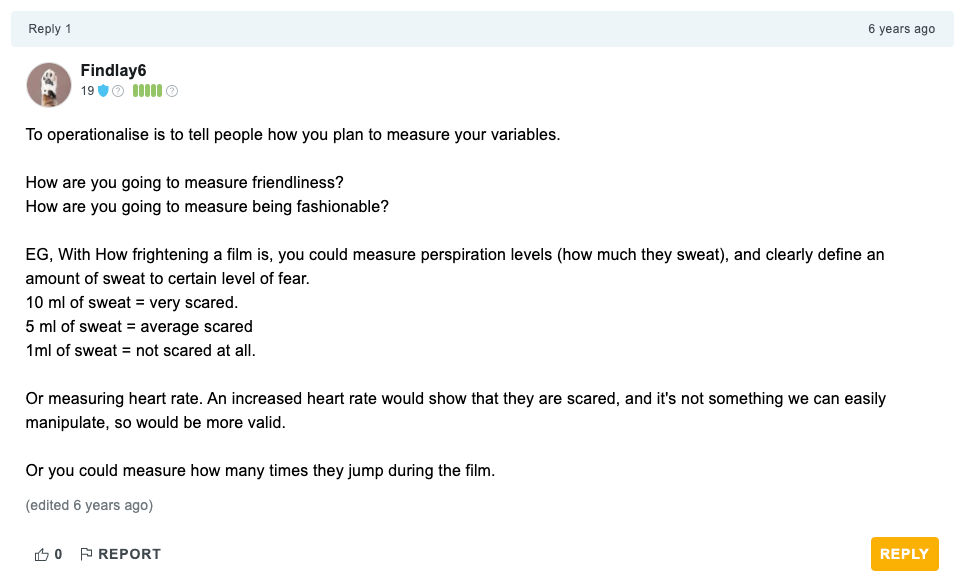 Reply 1
6 years ago
Findlay6
19 ? ?
To operationalise is to tell people how you plan to measure your variables.
How are you going to measure friendliness?
How are you going to measure being fashionable?
EG, With How frightening a film is, you could measure perspiration levels (how much they sweat), and clearly define an
amount of sweat to certain level of fear.
10 ml of sweat = very scared.
5 ml of sweat = average scared
1ml of sweat = not scared at all.
Or measuring heart rate. An increased heart rate would show that they are scared, and it's not something we can easily
manipulate, so would be more valid.
Or you could measure how many times they jump during the film.
(edited 6 years ago)
0 REPORT
REPLY